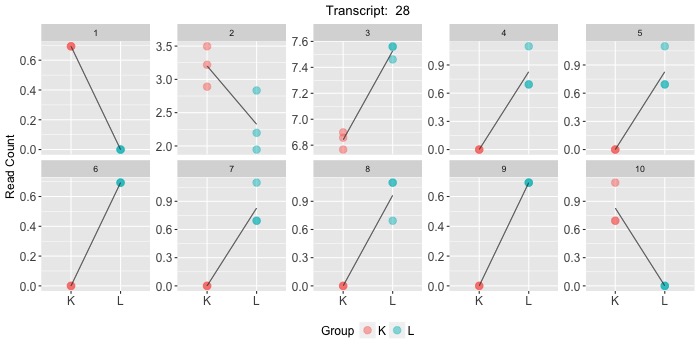 Transcript: 28
1 2 3 4 5
0.6 0.4 0.2 0.0
3.5 3.0 2.5 2.0
7.6 7.4 7.2 7.0 6.8
0.9 0.6 0.3 0.0
0.9 0.6 0.3 0.0
Read Count
6 7 8 9 10
0.6 0.4 0.2 0.0
0.9 0.6 0.3 0.0
0.9 0.6 0.3 0.0
0.6 0.4 0.2 0.0
0.9 0.6 0.3 0.0
K L K L K L K L K L
Group K L